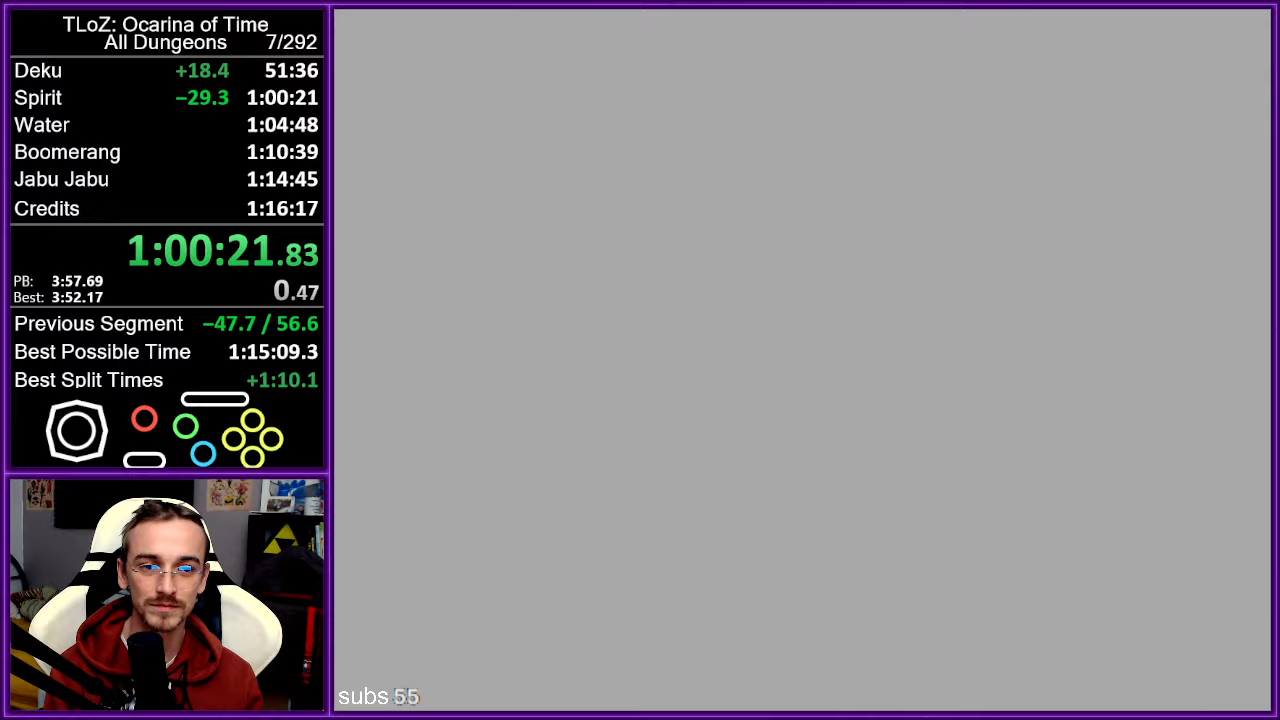 TLoZ: Ocarina of Time
All Dungeons 7/292
Deku +18.4 51:36
Spirit −29.3 1:00:21
Water 1:04:48
Boomerang 1:10:39
Jabu Jabu 1:14:45
Credits 1:16:17
1:00:21.83
PB: 3:57.69
Best: 3:52.17
0.47
Previous Segment −47.7 / 56.6
Best Possible Time 1:15:09.3
Best Split Times +1:10.1
subs 55